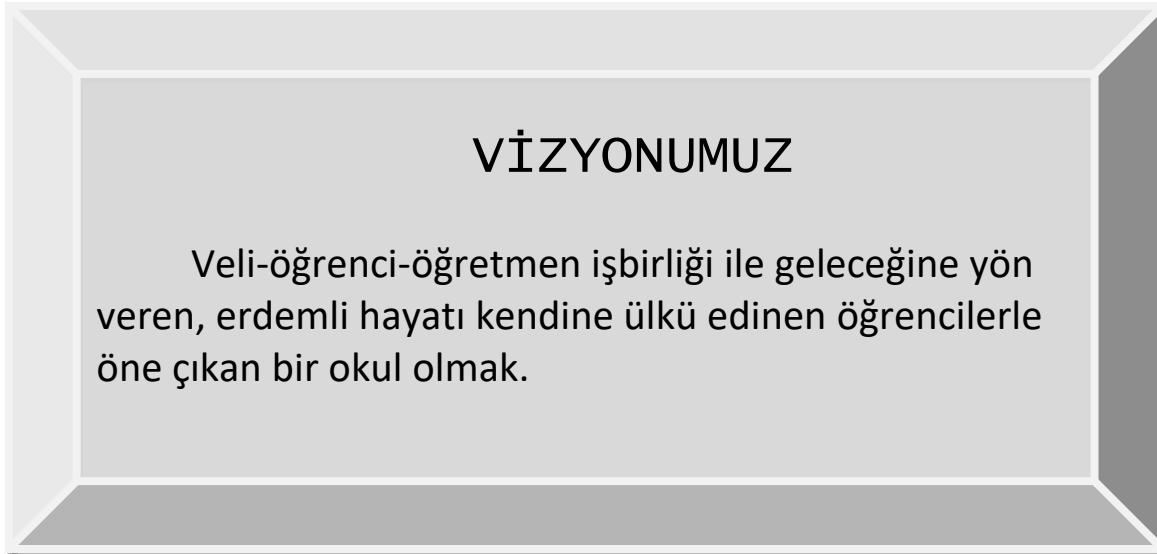 VİZYONUMUZ
Veli-öğrenci-öğretmen işbirliği ile geleceğine yön
veren, erdemli hayatı kendine ülkü edinen öğrencilerle
öne çıkan bir okul olmak.